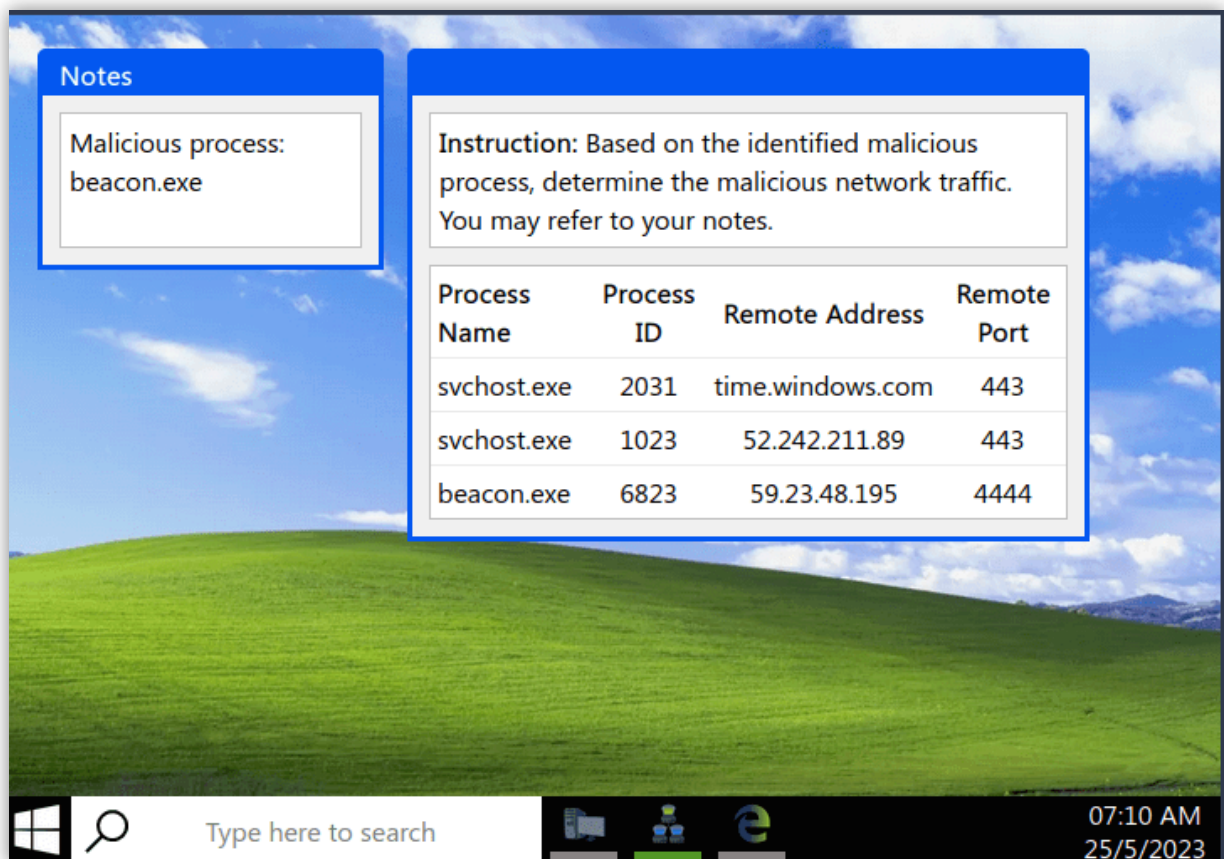 Notes
Malicious process:
beacon.exe
Instruction: Based on the identified malicious
process, determine the malicious network traffic.
You may refer to your notes.
Process Name Process ID Remote Address Remote Port
svchost.exe 2031 time.windows.com 443
svchost.exe 1023 52.242.211.89 443
beacon.exe 6823 59.23.48.195 4444
Type here to search
07:10 AM
25/5/2023